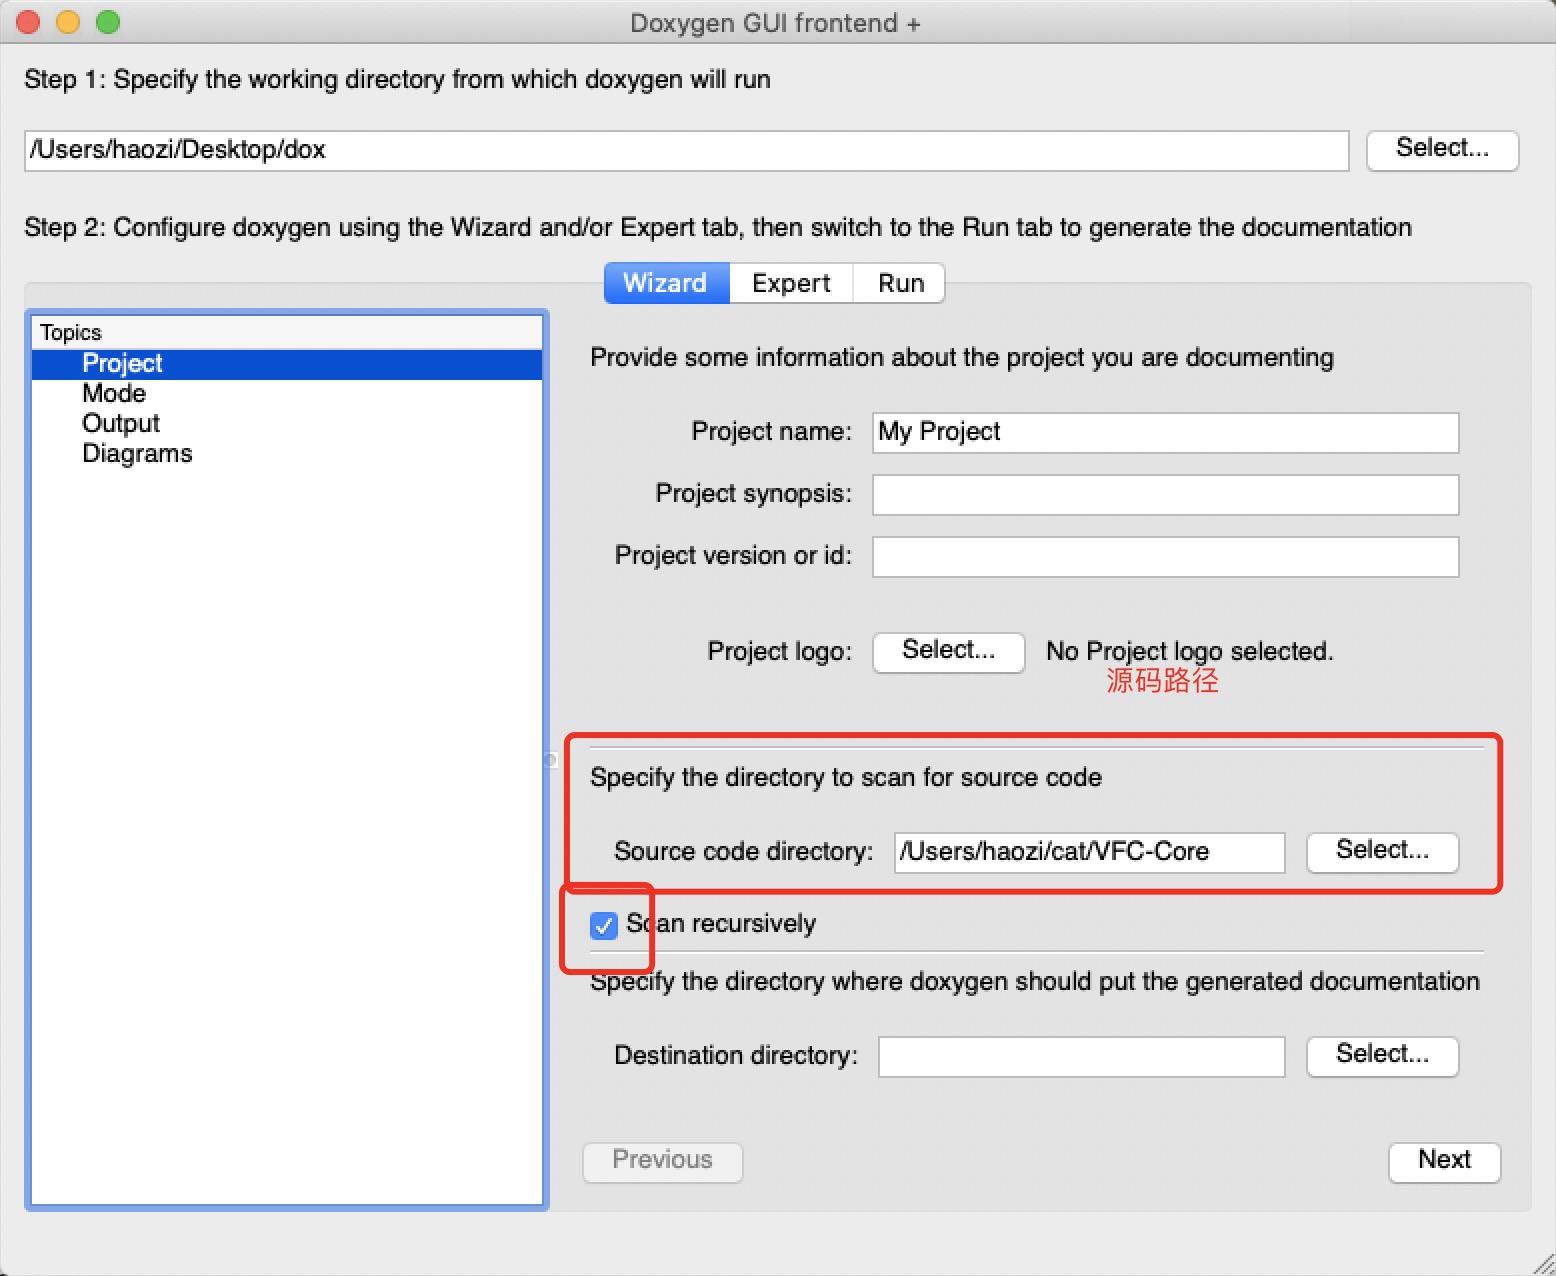 Doxygen GUI frontend +
Step 1: Specify the working directory from which doxygen will run
/Users/haozi/Desktop/dox
Select...
Step 2: Configure doxygen using the Wizard and/or Expert tab, then switch to the Run tab to generate the documentation
Wizard Expert Run
Topics
Project
Mode
Output
Diagrams
Provide some information about the project you are documenting
Project name: My Project
Project synopsis:
Project version or id:
Project logo: Select... No Project logo selected.
源码路径
Specify the directory to scan for source code
Source code directory: /Users/haozi/cat/VFC-Core Select...
Scan recursively
Specify the directory where doxygen should put the generated documentation
Destination directory: Select...
Previous Next